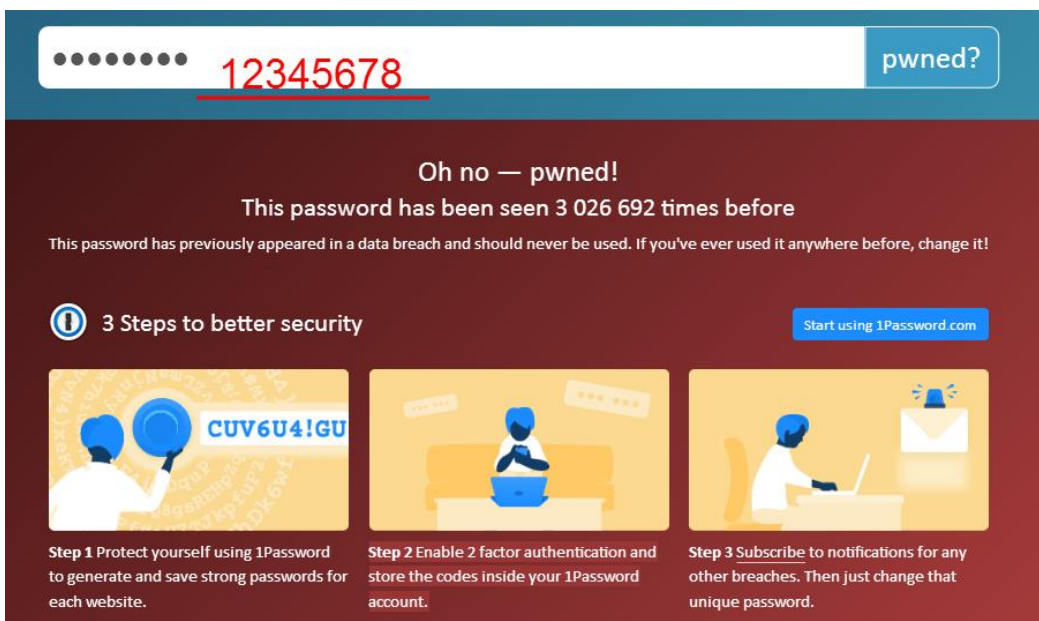 •••••••• 12345678 pwned?
Oh no — pwned!
This password has been seen 3 026 692 times before
This password has previously appeared in a data breach and should never be used. If you've ever used it anywhere before, change it!
3 Steps to better security
Start using 1Password.com
CUV6U4!GU
Step 1 Protect yourself using 1Password
to generate and save strong passwords for
each website.
Step 2 Enable 2 factor authentication and
store the codes inside your 1Password
account.
Step 3 Subscribe to notifications for any
other breaches. Then just change that
unique password.